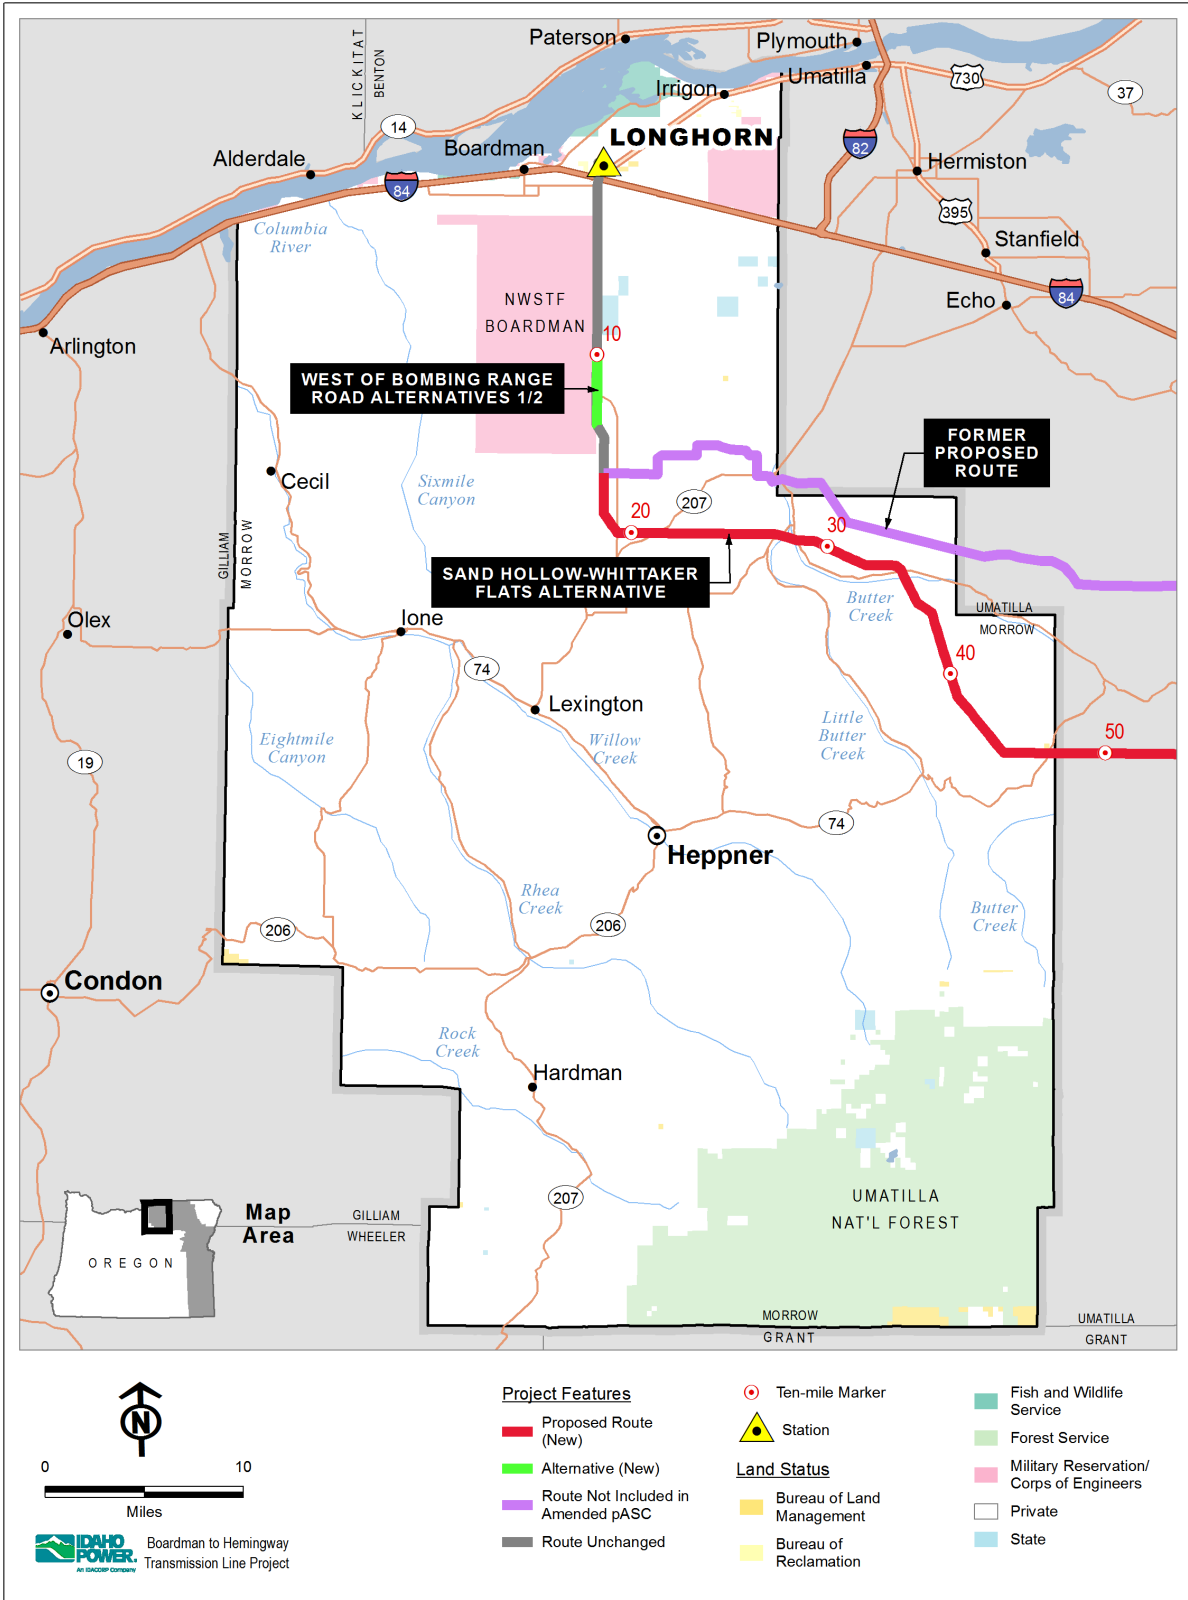 KLICKITAT
BENTON
Paterson
Plymouth
Umatilla
Irrigon
730
37
14
LONGHORN
82
Alderdale
Boardman
Hermiston
84
395
Columbia
River
Stanfield
84
Echo
NWSTF
BOARDMAN
10
Arlington
WEST OF BOMBING RANGE
ROAD ALTERNATIVES 1/2
FORMER
PROPOSED
ROUTE
Cecil
Sixmile
Canyon
207
20
30
GILLIAM
MORROW
SAND HOLLOW-WHITTAKER
FLATS ALTERNATIVE
Butter
Creek
UMATILLA
MORROW
Olex
Ione
74
40
Lexington
Eightmile
Canyon
Willow
Creek
Little
Butter
Creek
50
19
74
Heppner
Rhea
Creek
206
206
Butter
Creek
Condon
Rock
Creek
Hardman
207
UMATILLA
NAT'L FOREST
Map
Area
GILLIAM
WHEELER
OREGON
MORROW
GRANT
UMATILLA
GRANT
N
0 10
Miles
IDAHO
POWER.
An IDACORP Company
Boardman to Hemingway
Transmission Line Project
Project Features
Proposed Route
(New)
Alternative (New)
Route Not Included in
Amended pASC
Route Unchanged
Ten-mile Marker
Station
Land Status
Bureau of Land
Management
Bureau of
Reclamation
Fish and Wildlife
Service
Forest Service
Military Reservation/
Corps of Engineers
Private
State